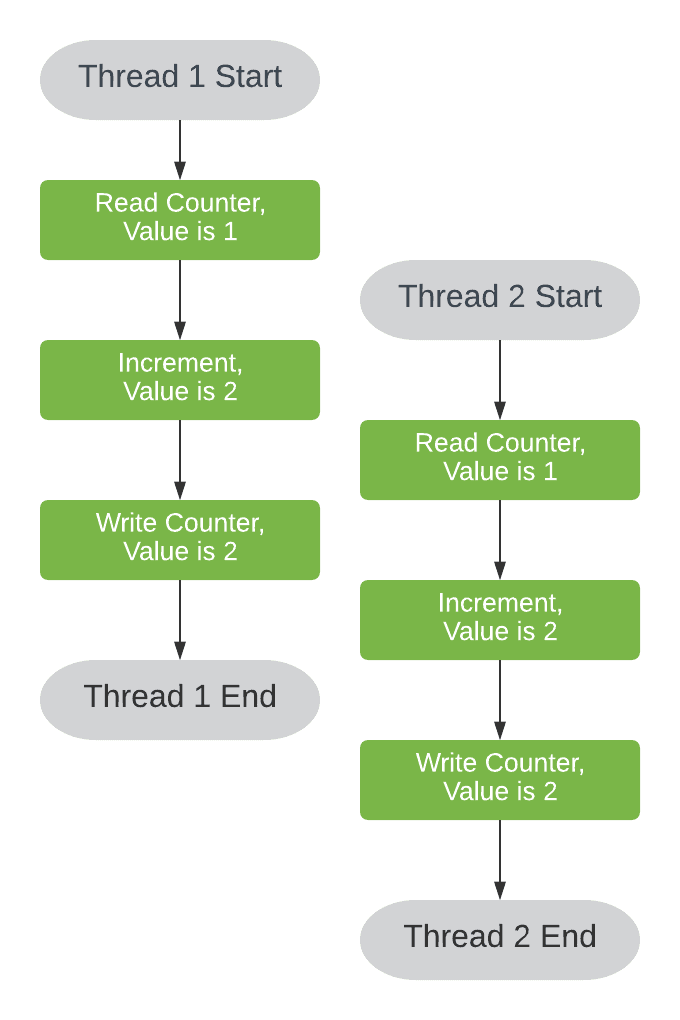 Thread 1 Start
Read Counter,
Value is 1
Increment,
Value is 2
Write Counter,
Value is 2
Thread 1 End
Thread 2 Start
Read Counter,
Value is 1
Increment,
Value is 2
Write Counter,
Value is 2
Thread 2 End